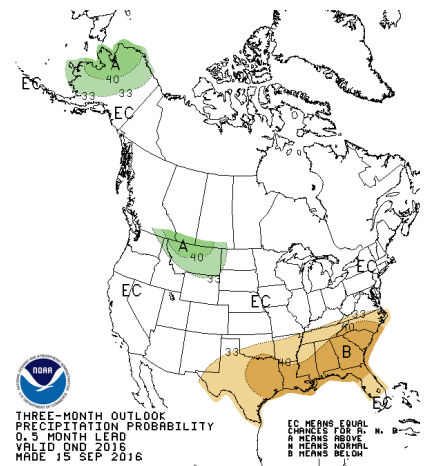 A
EC
40
33
33
EC
A
40
33
EC
EC
EC
33
40
33
40
B
EC
NOAA
THREE-MONTH OUTLOOK
PRECIPITATION PROBABILITY
0.5 MONTH LEAD
VALID OND 2016
MADE 15 SEP 2016
EC MEANS EQUAL
CHANCES FOR A, N, B
A MEANS ABOVE
N MEANS NORMAL
B MEANS BELOW